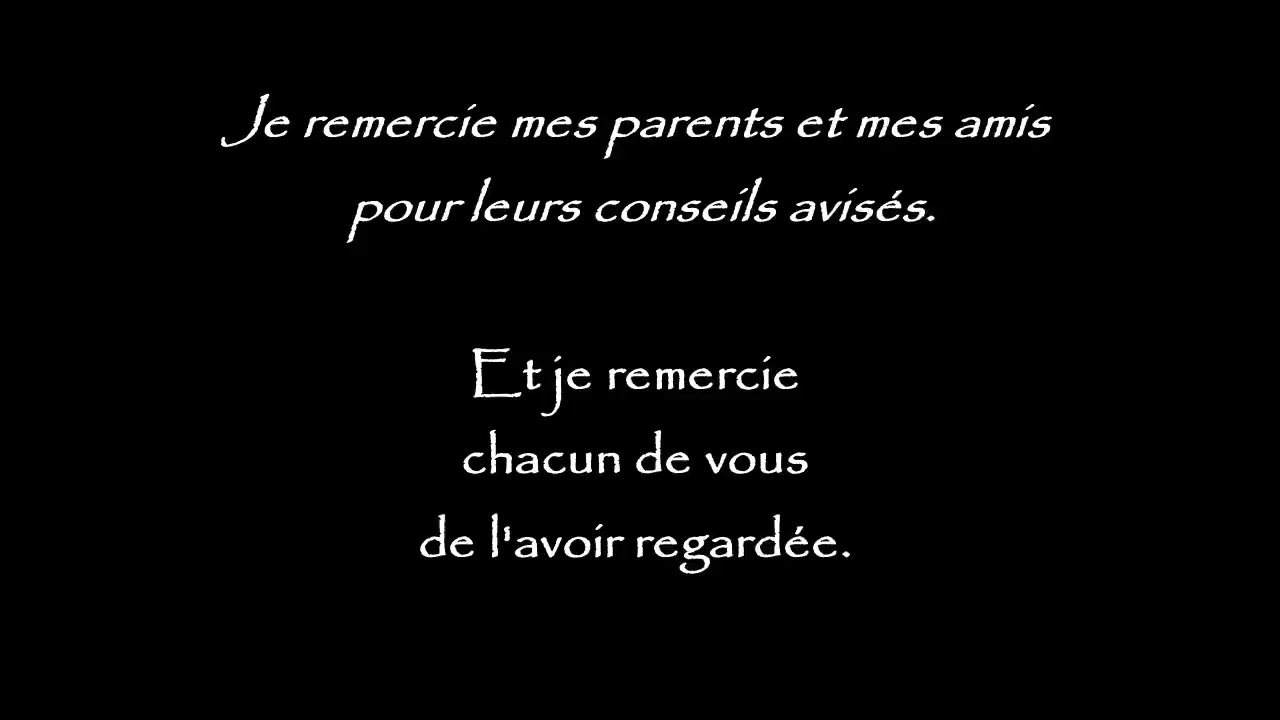 Je remercie mes parents et mes amis
pour leurs conseils avisés.
Et je remercie
chacun de vous
de l'avoir regardée.